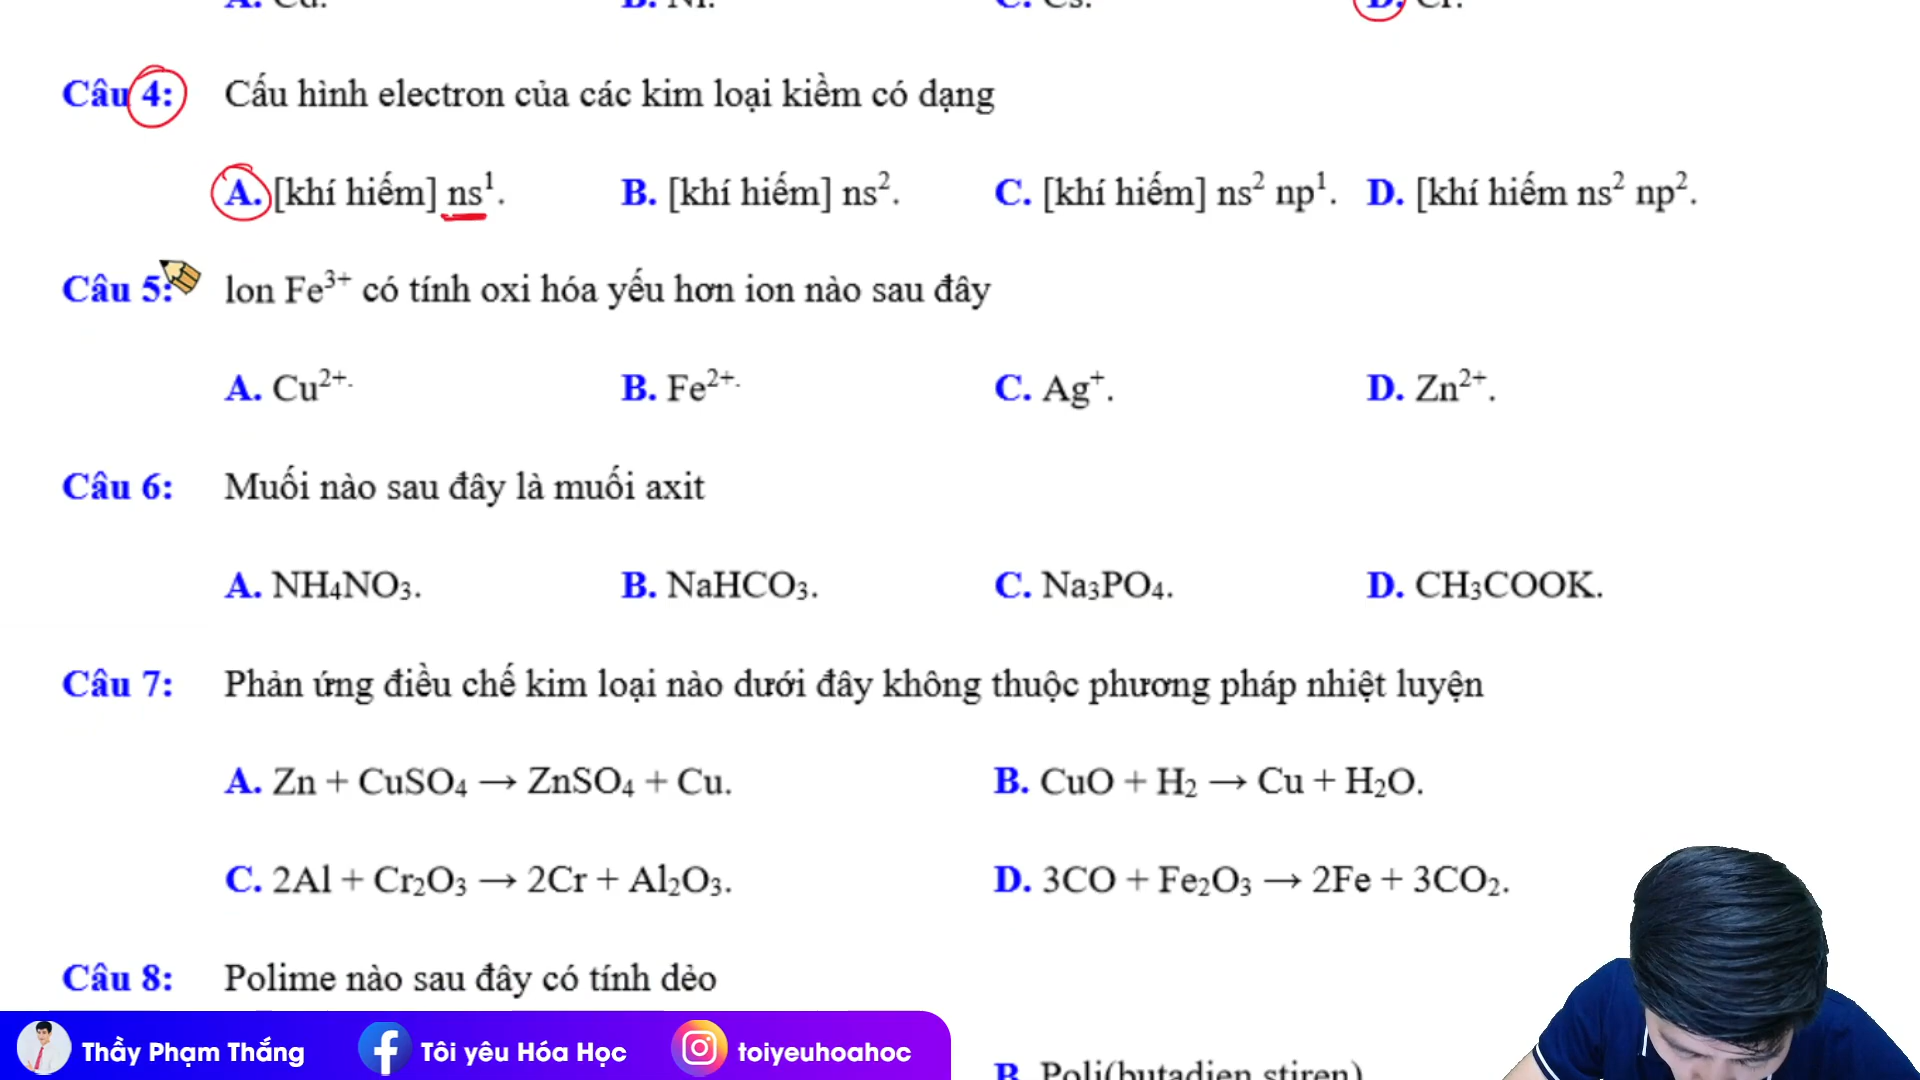 A. Cu. B. Ni. C. Cs. D. Cr.
Câu 4: Cấu hình electron của các kim loại kiềm có dạng
A. [khí hiếm] ns¹. B. [khí hiếm] ns². C. [khí hiếm] ns² np¹. D. [khí hiếm ns² np².
Câu 5: lon Fe³⁺ có tính oxi hóa yếu hơn ion nào sau đây
A. Cu²⁺· B. Fe²⁺· C. Ag⁺. D. Zn²⁺.
Câu 6: Muối nào sau đây là muối axit
A. NH₄NO₃. B. NaHCO₃. C. Na₃PO₄. D. CH₃COOK.
Câu 7: Phản ứng điều chế kim loại nào dưới đây không thuộc phương pháp nhiệt luyện
A. Zn + CuSO₄ → ZnSO₄ + Cu. B. CuO + H₂ → Cu + H₂O.
C. 2Al + Cr₂O₃ → 2Cr + Al₂O₃. D. 3CO + Fe₂O₃ → 2Fe + 3CO₂.
Câu 8: Polime nào sau đây có tính dẻo
B. Poli(butadien stiren)
Thầy Phạm Thắng Tôi yêu Hóa Học toiyeuhoahoc